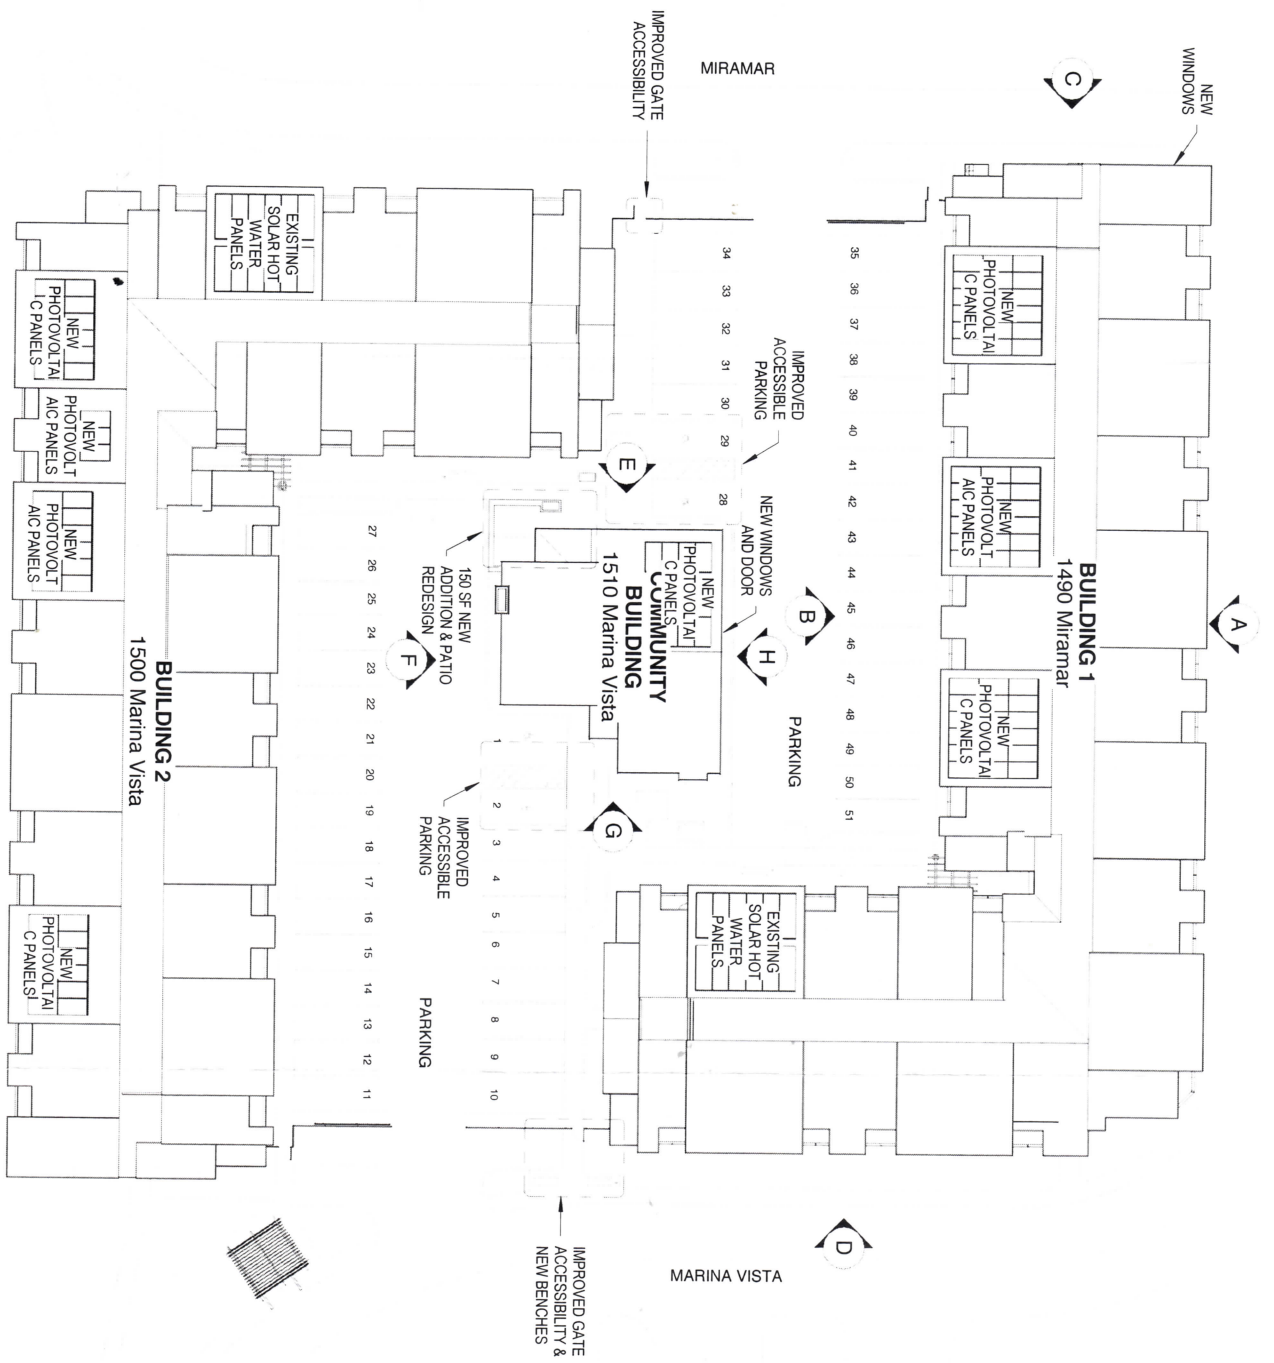 IMPROVED GATE
ACCESSIBILITY
MIRAMAR
C
NEW
WINDOWS
EXISTING
SOLAR HOT
WATER
PANELS
34
33
32
31
30
29
28
35
36
37
38
39
40
41
42
43
44
45
46
47
48
49
50
51
IMPROVED
ACCESSIBLE
PARKING
NEW
PHOTOVOLTAI
C PANELS
NEW
PHOTOVOLT
AIC PANELS
NEW
PHOTOVOLTAI
C PANELS
BUILDING 1
1490 Miramar
A
B
E
H
NEW WINDOWS
AND DOOR
NEW
PHOTOVOLTAI
C PANELS
COMMUNITY
BUILDING
1510 Marina Vista
150 SF NEW
ADDITION & PATIO
REDESIGN
F
G
PARKING
NEW
PHOTOVOLTAI
C PANELS
NEW
PHOTOVOLT
AIC PANELS
NEW
PHOTOVOLT
AIC PANELS
NEW
PHOTOVOLTAI
C PANELS
BUILDING 2
1500 Marina Vista
27
26
25
24
23
22
21
20
19
18
17
16
15
14
13
12
11
1
2
3
4
5
6
7
8
9
10
IMPROVED
ACCESSIBLE
PARKING
PARKING
EXISTING
SOLAR HOT
WATER
PANELS
IMPROVED GATE
ACCESSIBILITY &
NEW BENCHES
MARINA VISTA
D